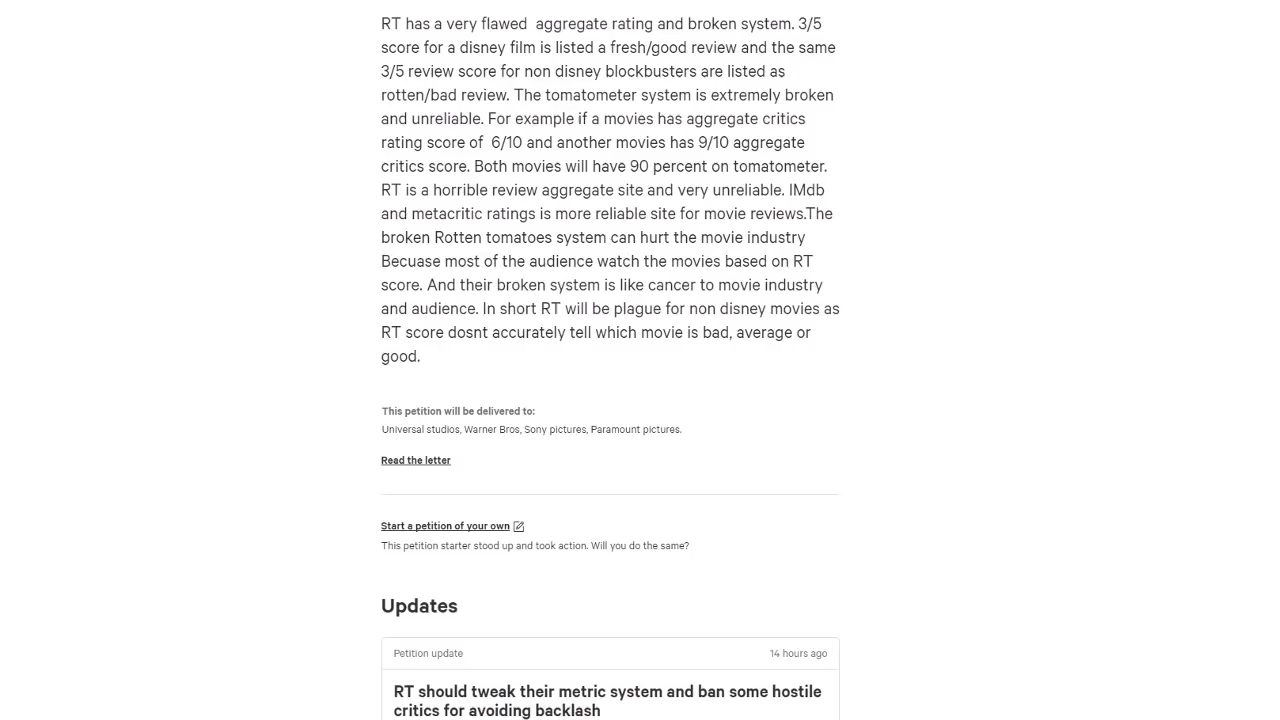 RT has a very flawed  aggregate rating and broken system. 3/5
score for a disney film is listed a fresh/good review and the same
3/5 review score for non disney blockbusters are listed as
rotten/bad review. The tomatometer system is extremely broken
and unreliable. For example if a movies has aggregate critics
rating score of  6/10 and another movies has 9/10 aggregate
critics score. Both movies will have 90 percent on tomatometer.
RT is a horrible review aggregate site and very unreliable. IMdb
and metacritic ratings is more reliable site for movie reviews.The
broken Rotten tomatoes system can hurt the movie industry
Becuase most of the audience watch the movies based on RT
score. And their broken system is like cancer to movie industry
and audience. In short RT will be plague for non disney movies as
RT score dosnt accurately tell which movie is bad, average or
good.
This petition will be delivered to:
Universal studios, Warner Bros, Sony pictures, Paramount pictures.
Read the letter
Start a petition of your own
This petition starter stood up and took action. Will you do the same?
Updates
Petition update 14 hours ago
RT should tweak their metric system and ban some hostile
critics for avoiding backlash